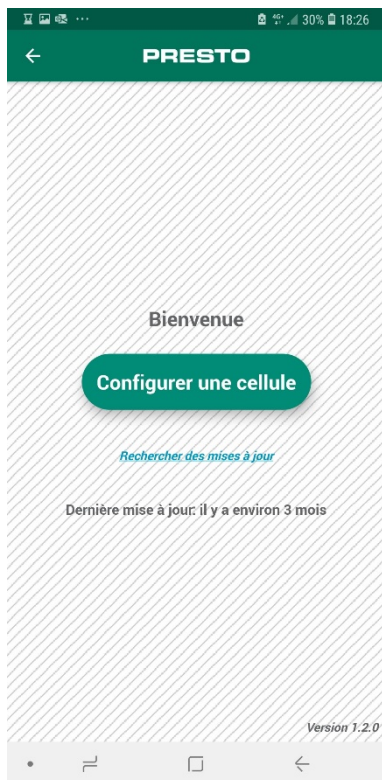 30% 18:26
PRESTO
Bienvenue
Configurer une cellule
Rechercher des mises à jour
Dernière mise à jour: il y a environ 3 mois
Version 1.2.0